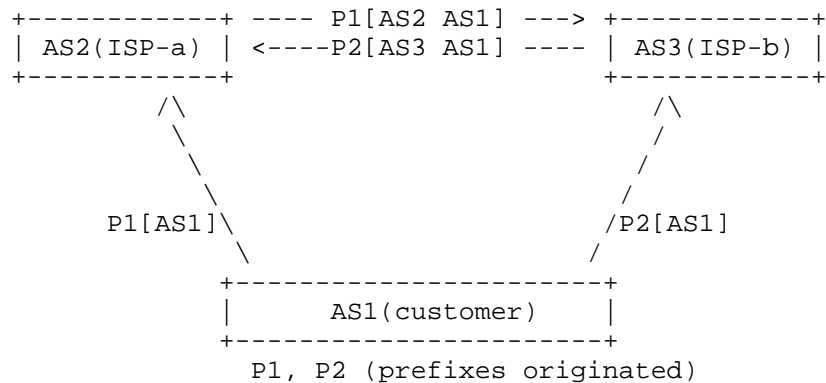 +------------+ ---- P1[AS2 AS1] ---> +------------+
| AS2(ISP-a) | <----P2[AS3 AS1] ---- | AS3(ISP-b) |
+------------+                       +------------+
        /\                             /\
         \                             /
          \                           /
           \                         /
     P1[AS1]\                       /P2[AS1]
             \                     /
            +----------------------+
            |      AS1(customer)    |
            +-----------------------+
              P1, P2 (prefixes originated)